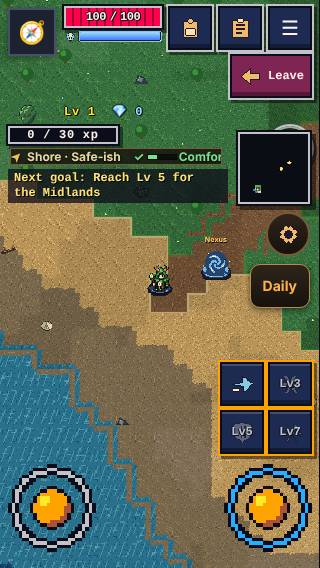 100 / 100
Leave
Lv 1
0
0 / 30 xp
Shore · Safe-ish
Comfor
Next goal: Reach Lv 5 for
the Midlands
Nexus
Daily
Lv3
Lv5
Lv7